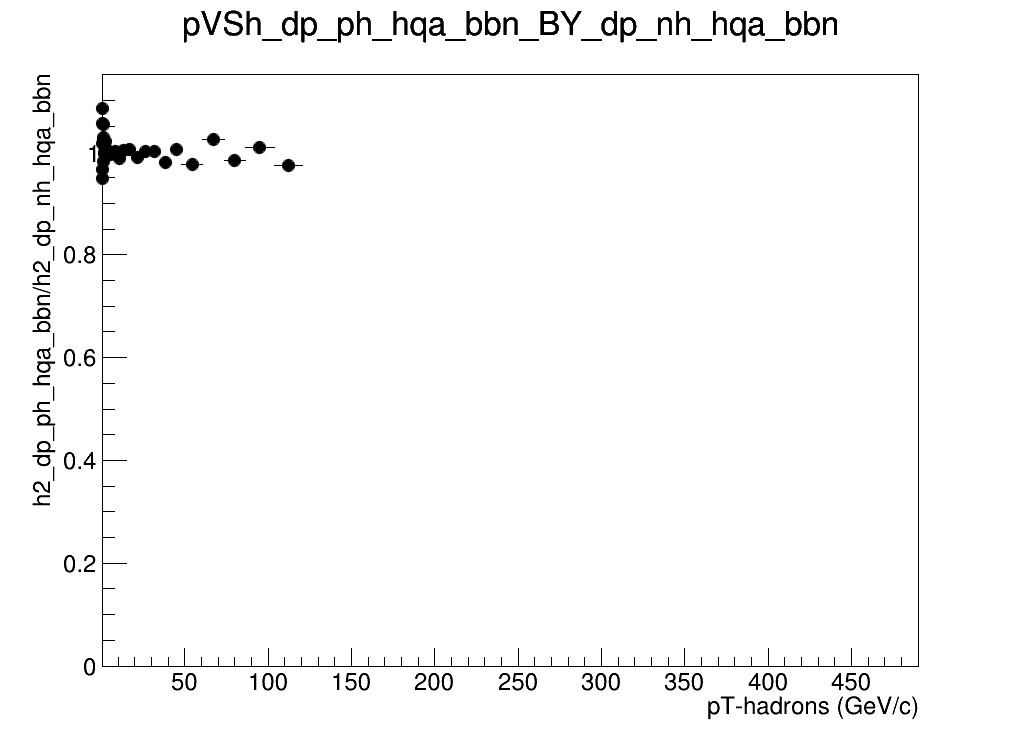 pVSh_dp_ph_hqa_bbn_BY_dp_nh_hqa_bbn
h2_dp_ph_hqa_bbn/h2_dp_nh_hqa_bbn
1
0.8
0.6
0.4
0.2
0
50 100 150 200 250 300 350 400 450
pT-hadrons (GeV/c)